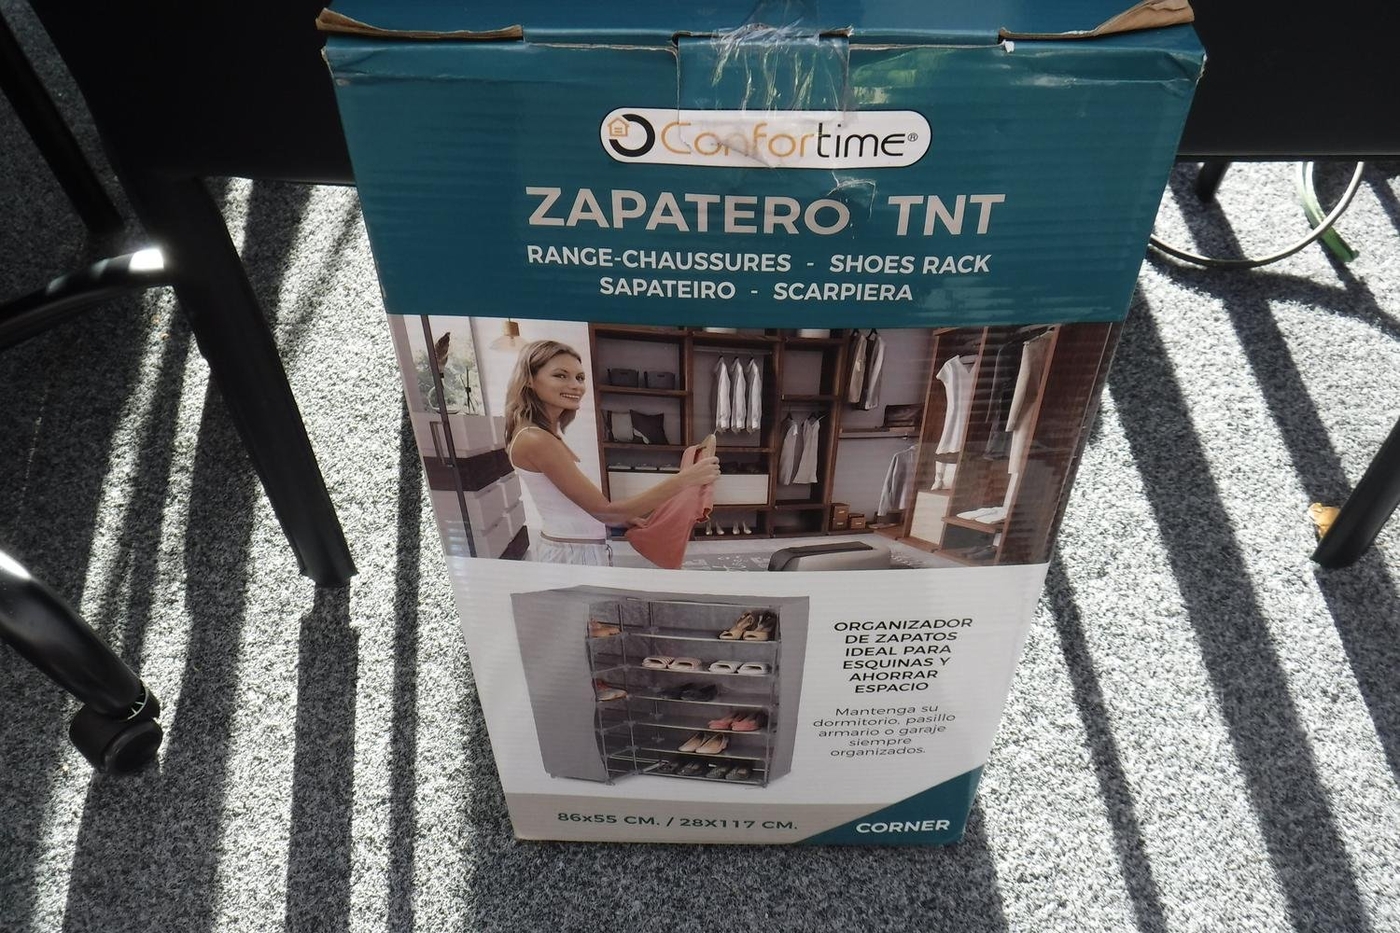 Confortime®
ZAPATERO TNT
RANGE-CHAUSSURES - SHOES RACK
SAPATEIRO - SCARPIERA
ORGANIZADOR
DE ZAPATOS
IDEAL PARA
ESQUINAS Y
AHORRAR
ESPACIO
Mantenga su
dormitorio, pasillo
armario o garaje
siempre
organizados.
86x55 CM. / 28X117 CM.
CORNER